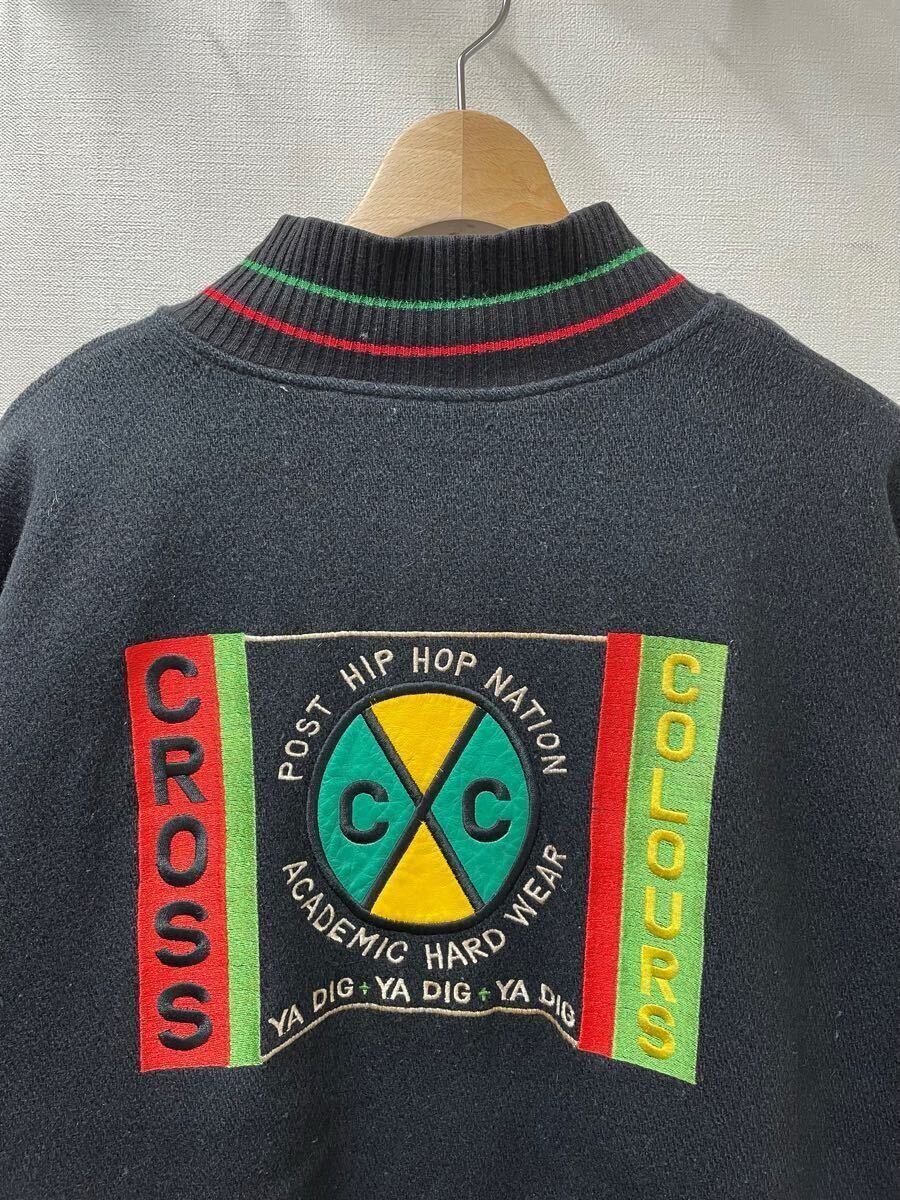 CROSS
POST HIP HOP NATION
C C
ACADEMIC HARD WEAR
YA DIG + YA DIG + YA DIG
COLOURS